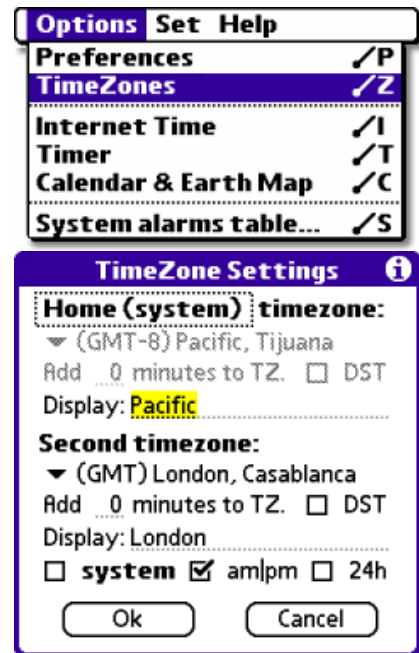 Options Set Help
Preferences /P
TimeZones /Z
Internet Time /I
Timer /T
Calendar & Earth Map /C
System alarms table... /S
TimeZone Settings i
Home (system) timezone:
(GMT-8) Pacific, Tijuana
Add 0 minutes to TZ. DST
Display: Pacific
Second timezone:
(GMT) London, Casablanca
Add 0 minutes to TZ. DST
Display: London
system am|pm 24h
Ok Cancel